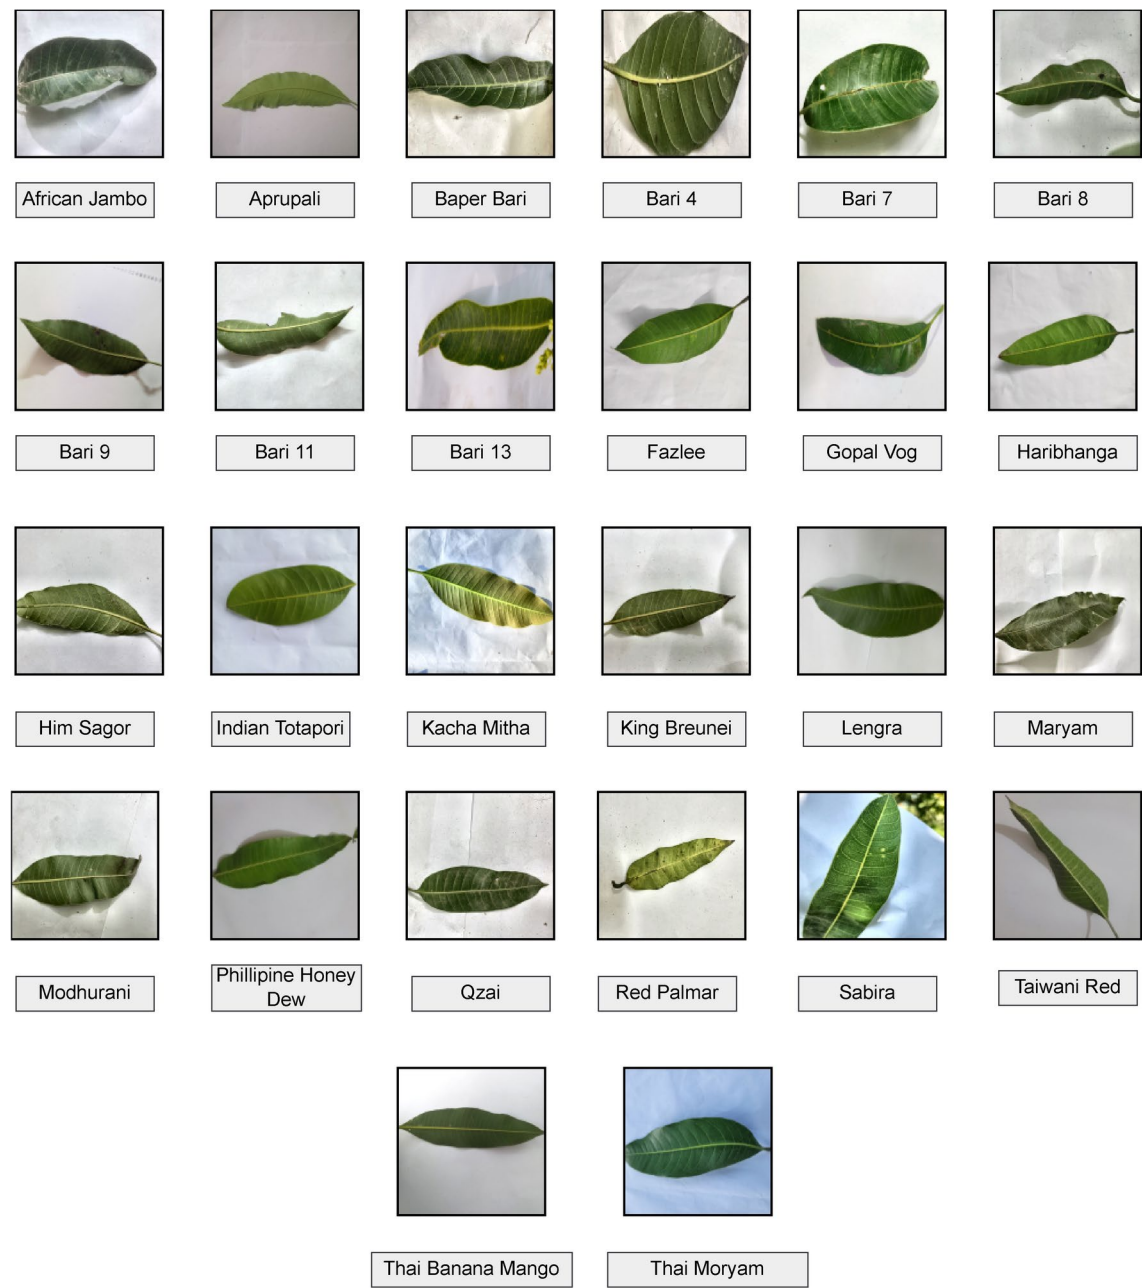 African Jambo
Aprupali
Baper Bari
Bari 4
Bari 7
Bari 8
Bari 9
Bari 11
Bari 13
Fazlee
Gopal Vog
Haribhanga
Him Sagor
Indian Totapori
Kacha Mitha
King Breunei
Lengra
Maryam
Modhurani
Phillipine Honey
Dew
Qzai
Red Palmar
Sabira
Taiwani Red
Thai Banana Mango
Thai Moryam